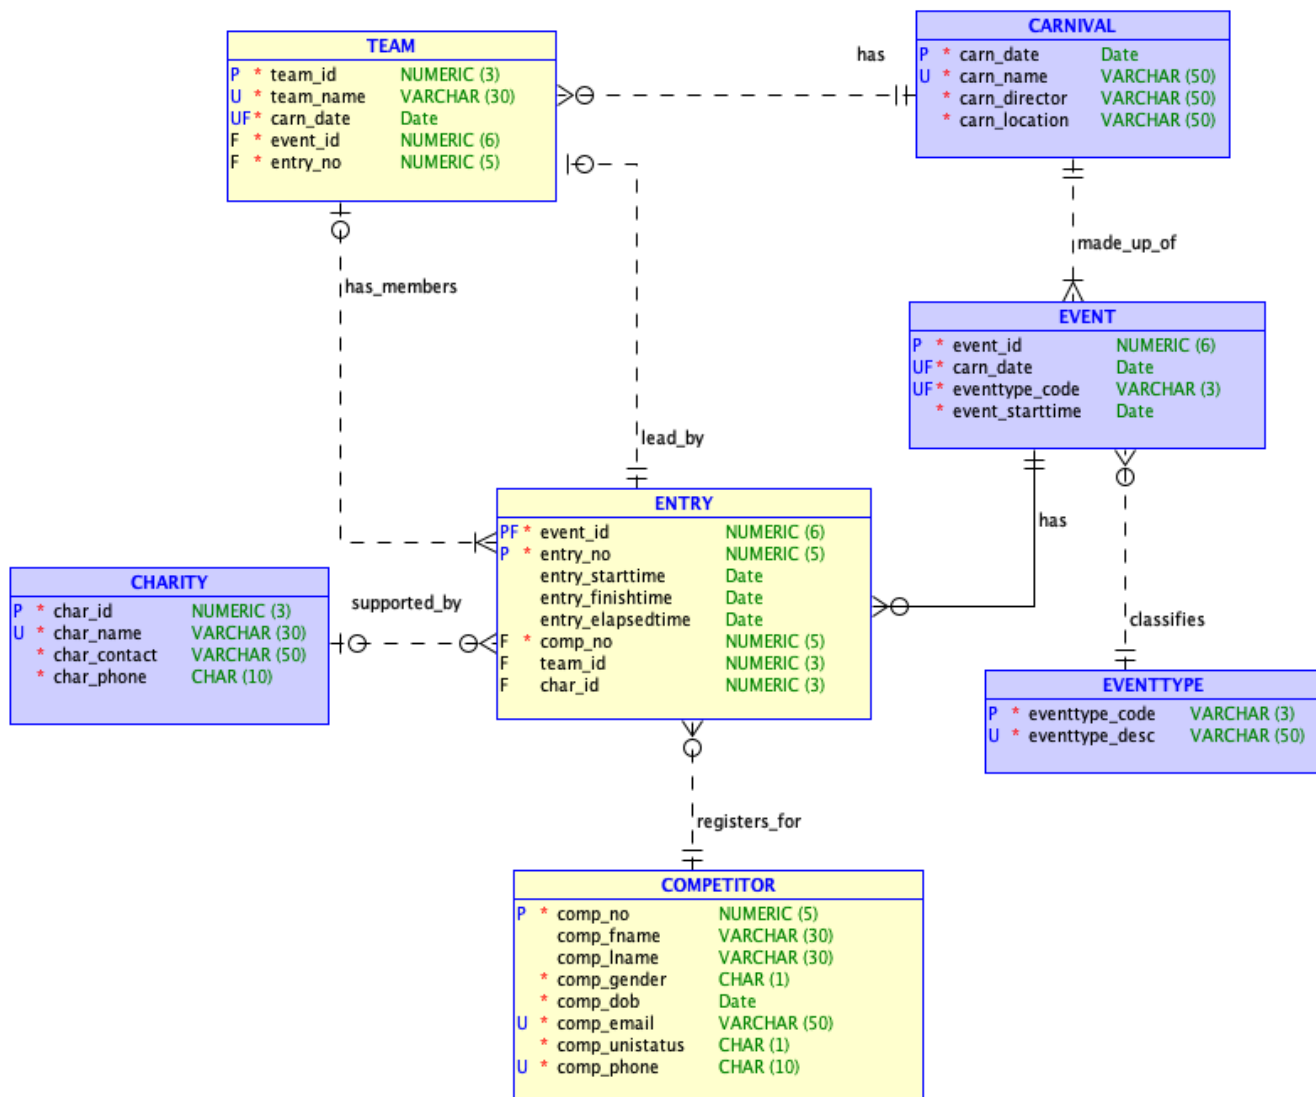 TEAM
P * team_id NUMERIC (3)
U * team_name VARCHAR (30)
UF * carn_date Date
F * event_id NUMERIC (6)
F * entry_no NUMERIC (5)
has
CARNIVAL
P * carn_date Date
U * carn_name VARCHAR (50)
* carn_director VARCHAR (50)
* carn_location VARCHAR (50)
made_up_of
has_members
EVENT
P * event_id NUMERIC (6)
UF * carn_date Date
UF * eventtype_code VARCHAR (3)
* event_starttime Date
lead_by
ENTRY
PF * event_id NUMERIC (6)
P * entry_no NUMERIC (5)
entry_starttime Date
entry_finishtime Date
entry_elapsedtime Date
F * comp_no NUMERIC (5)
F team_id NUMERIC (3)
F char_id NUMERIC (3)
has
CHARITY
P * char_id NUMERIC (3)
U * char_name VARCHAR (30)
* char_contact VARCHAR (50)
* char_phone CHAR (10)
supported_by
classifies
EVENTTYPE
P * eventtype_code VARCHAR (3)
U * eventtype_desc VARCHAR (50)
registers_for
COMPETITOR
P * comp_no NUMERIC (5)
comp_fname VARCHAR (30)
comp_lname VARCHAR (30)
* comp_gender CHAR (1)
* comp_dob Date
U * comp_email VARCHAR (50)
* comp_unistatus CHAR (1)
U * comp_phone CHAR (10)